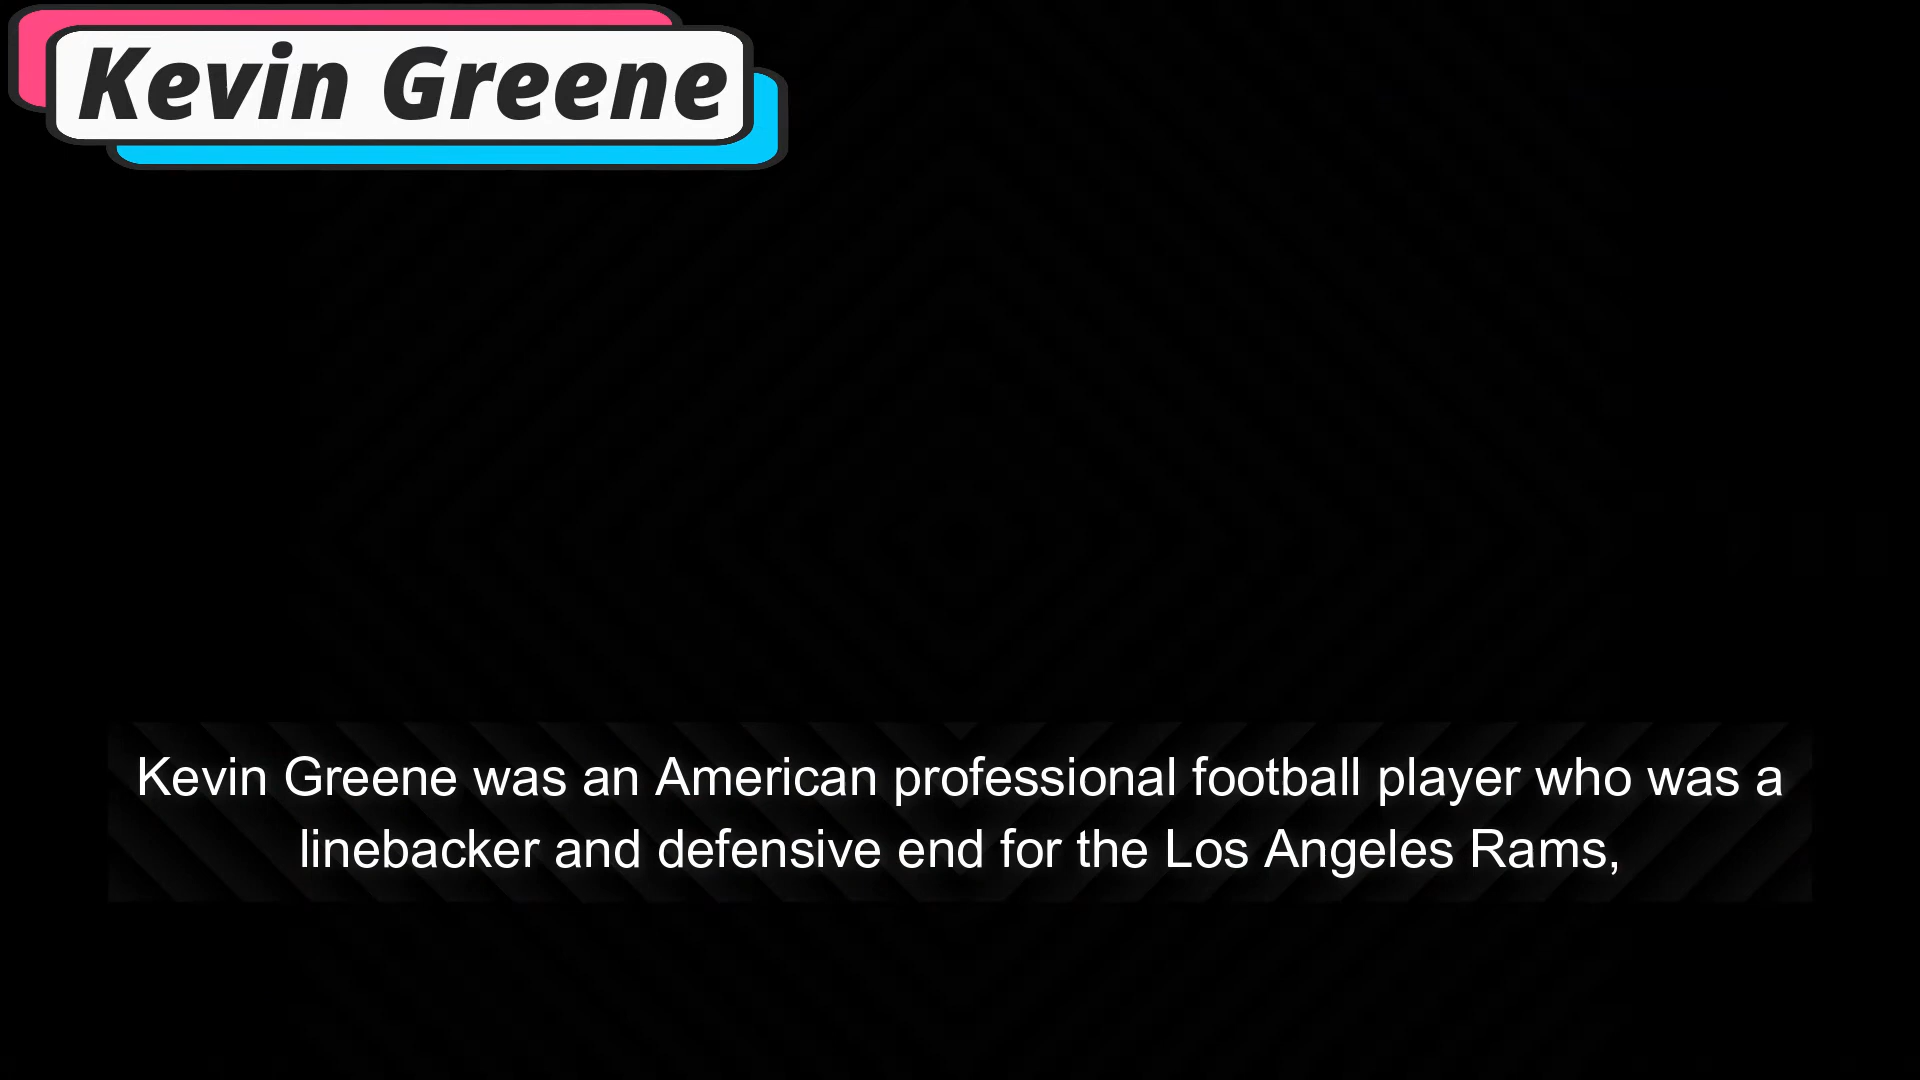 Kevin Greene
Kevin Greene was an American professional football player who was a
linebacker and defensive end for the Los Angeles Rams,